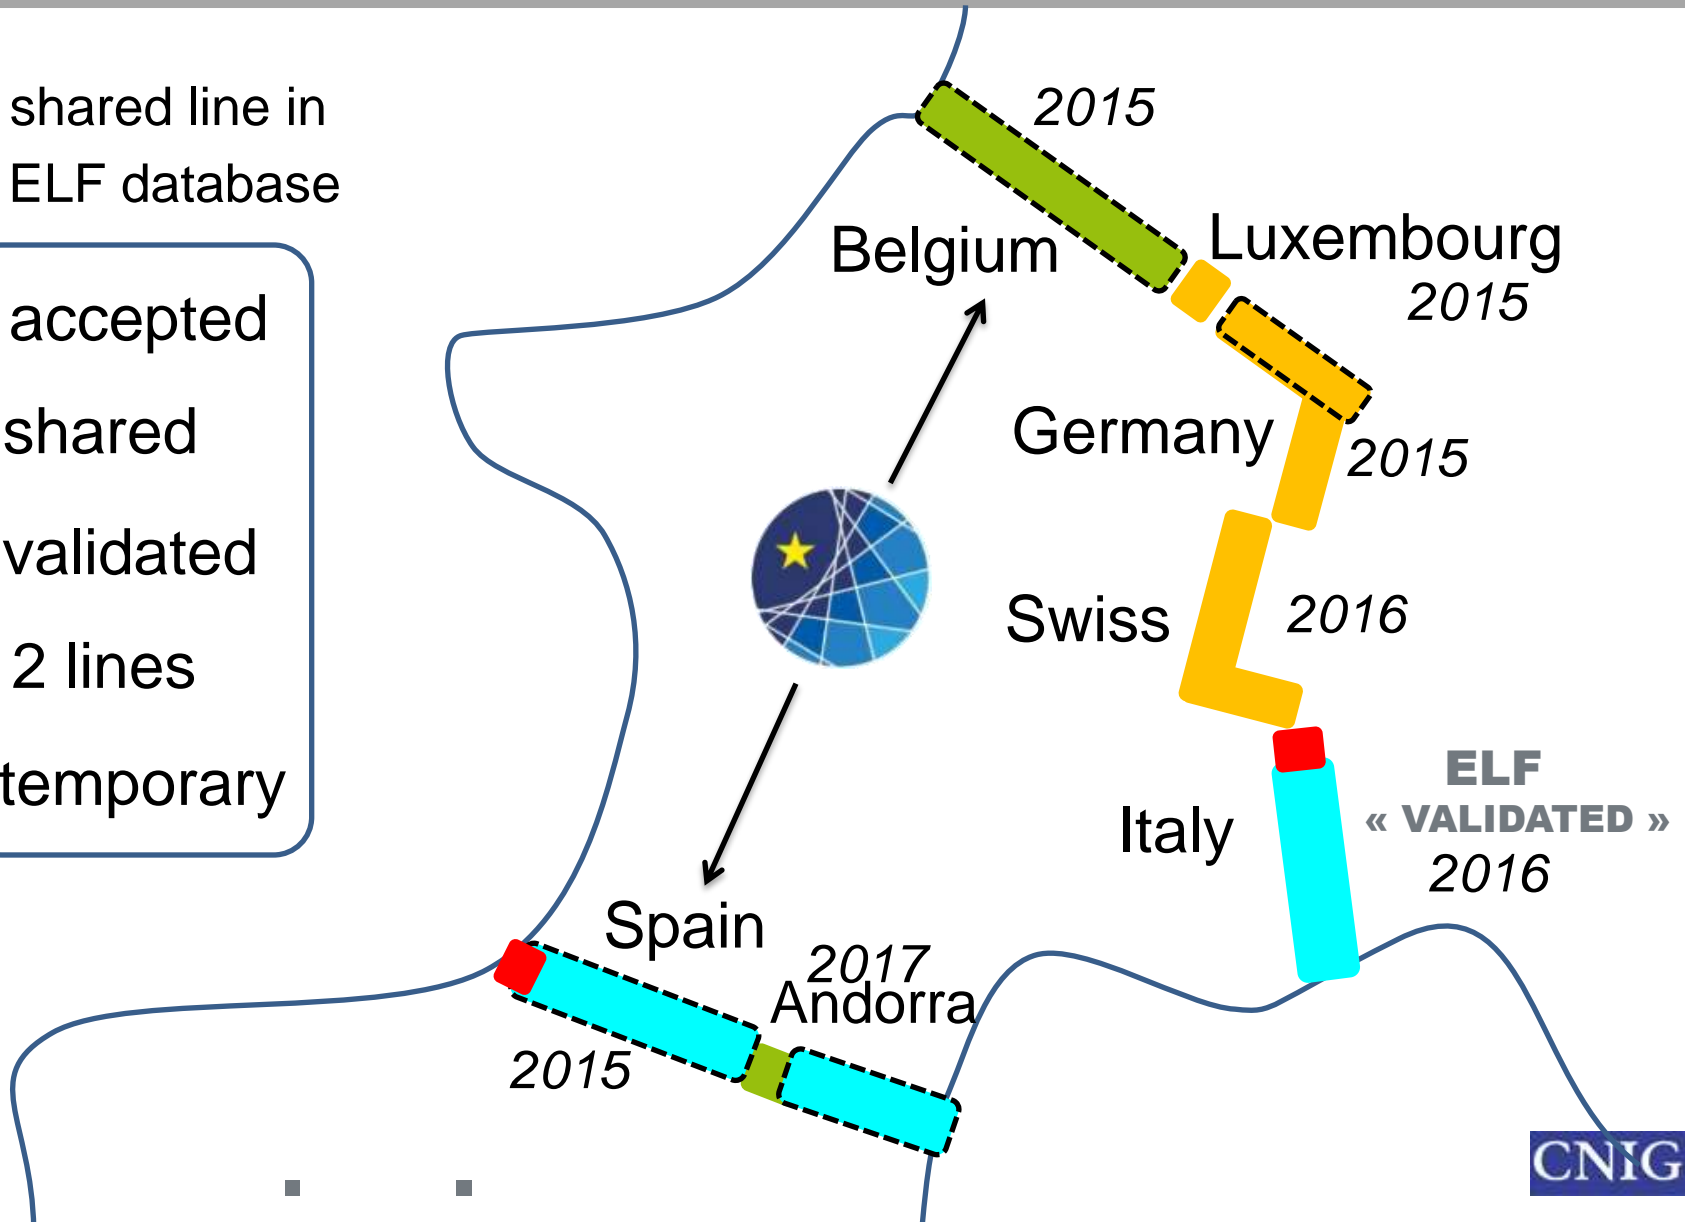 shared line in
ELF database
accepted
shared
validated
2 lines
temporary
2015
Belgium
Luxembourg
2015
Germany
2015
Swiss
2016
Italy
ELF
« VALIDATED »
2016
Spain
2017
Andorra
2015
CNIG